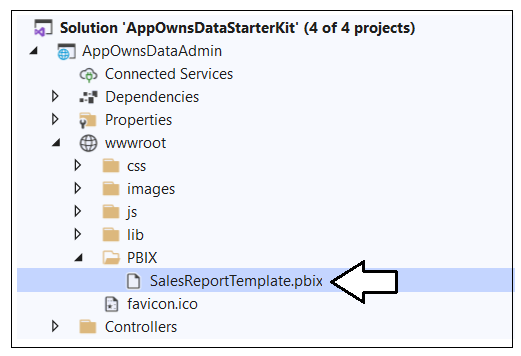 Solution 'AppOwnsDataStarterKit' (4 of 4 projects)
AppOwnsDataAdmin
Connected Services
Dependencies
Properties
wwwroot
css
images
js
lib
PBIX
SalesReportTemplate.pbix
favicon.ico
Controllers